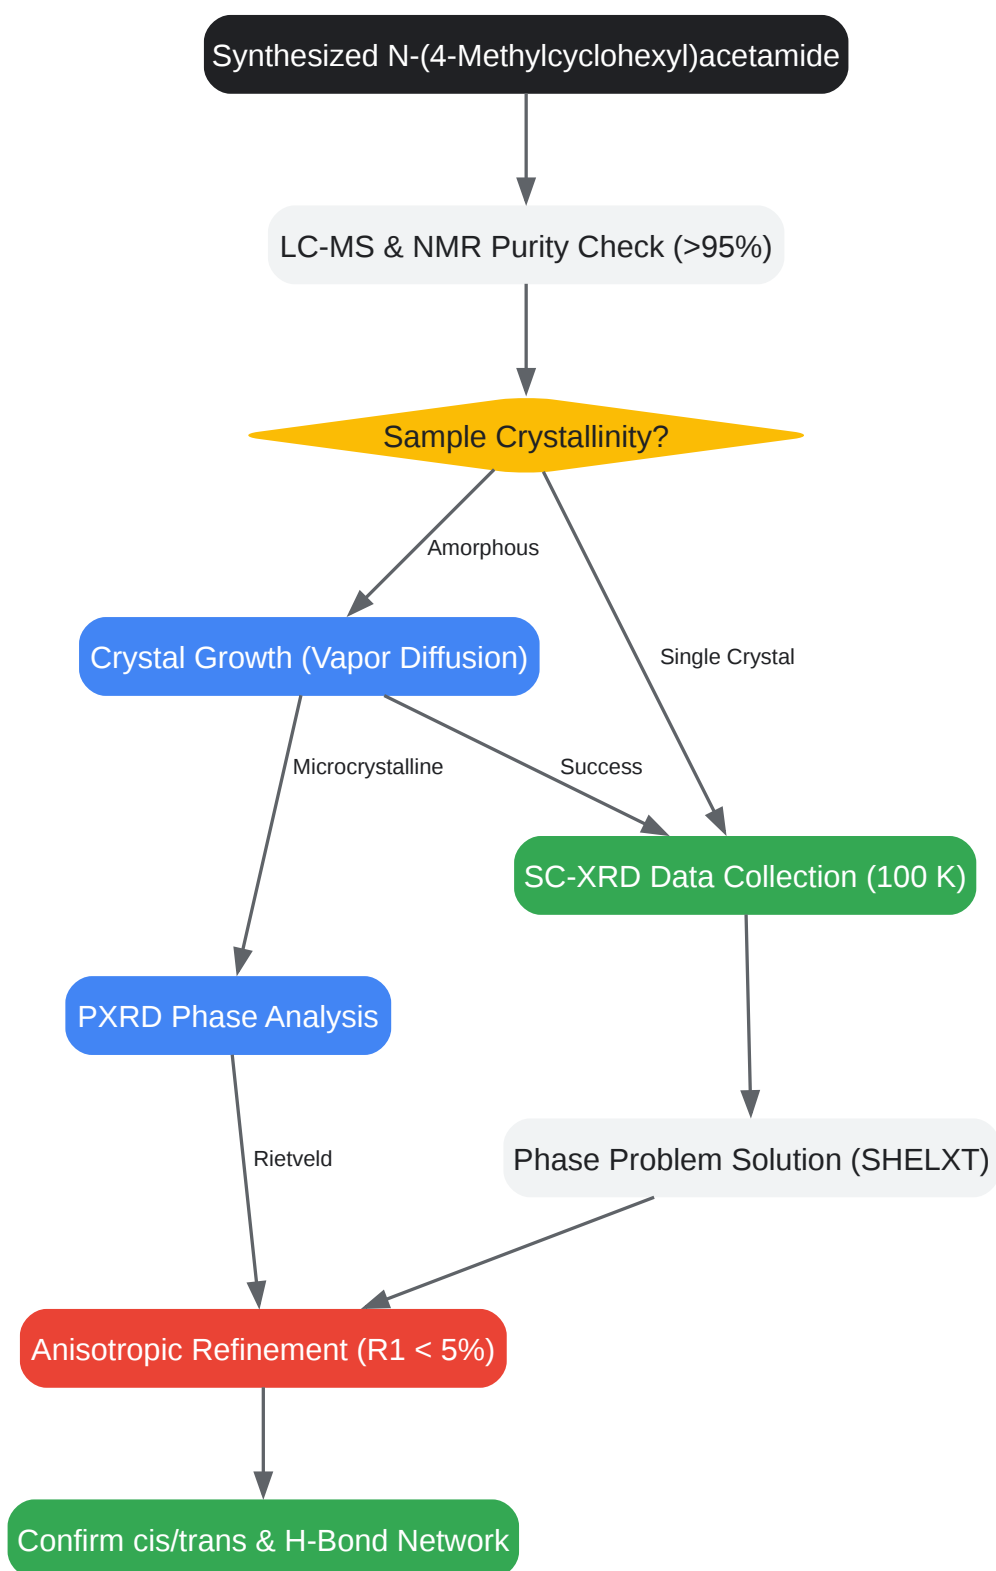 Synthesized N-(4-Methylcyclohexyl)acetamide
LC-MS & NMR Purity Check (>95%)
Sample Crystallinity?
Amorphous
Crystal Growth (Vapor Diffusion)
Single Crystal
Microcrystalline
Success
SC-XRD Data Collection (100 K)
PXRD Phase Analysis
Rietveld
Phase Problem Solution (SHELXT)
Anisotropic Refinement (R1 < 5%)
Confirm cis/trans & H-Bond Network